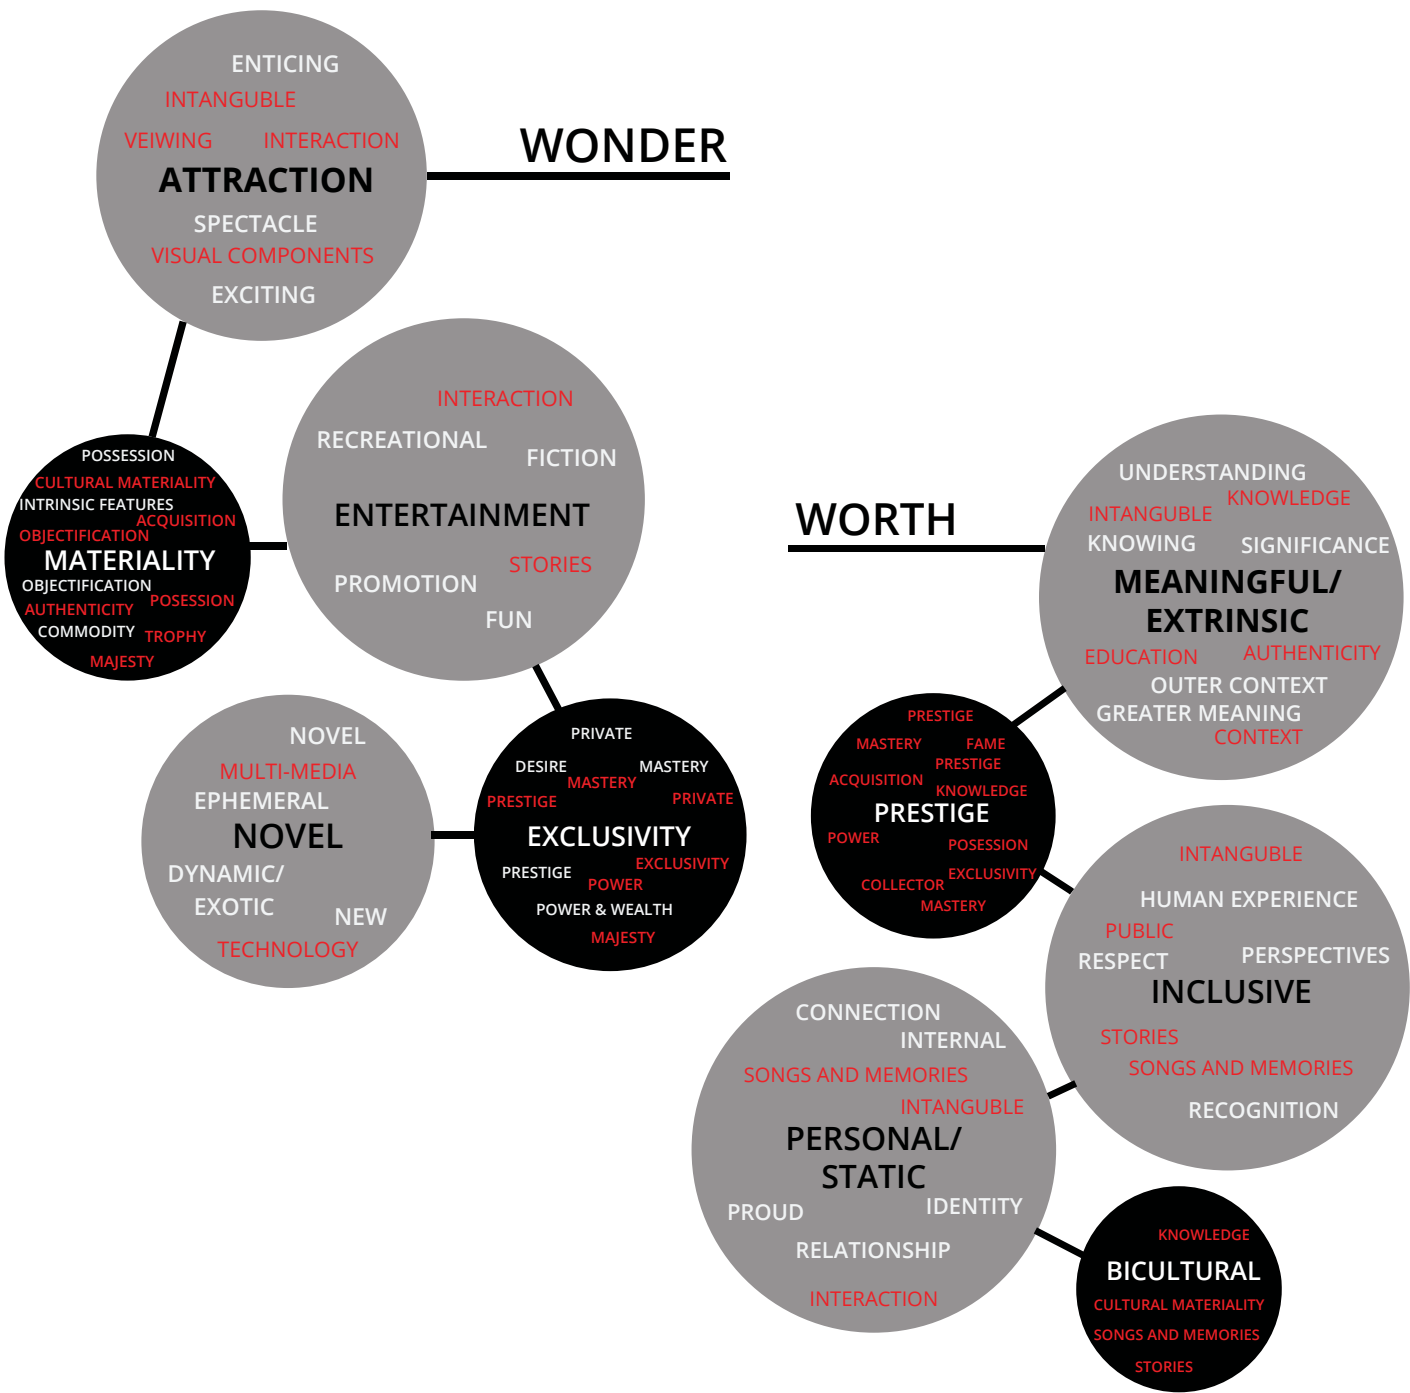 ENTICING
INTANGUBLE
VEIWING INTERACTION
ATTRACTION
SPECTACLE
VISUAL COMPONENTS
EXCITING
WONDER
POSSESSION
CULTURAL MATERIALITY
INTRINSIC FEATURES
ACQUISITION
OBJECTIFICATION
MATERIALITY
OBJECTIFICATION
POSESSION
AUTHENTICITY
COMMODITY TROPHY
MAJESTY
INTERACTION
RECREATIONAL
FICTION
ENTERTAINMENT
STORIES
PROMOTION
FUN
NOVEL
MULTI-MEDIA
EPHEMERAL
NOVEL
DYNAMIC/
EXOTIC
NEW
TECHNOLOGY
PRIVATE
DESIRE MASTERY
MASTERY
PRESTIGE PRIVATE
EXCLUSIVITY
EXCLUSIVITY
PRESTIGE
POWER
POWER & WEALTH
MAJESTY
WORTH
UNDERSTANDING
KNOWLEDGE
INTANGUBLE
KNOWING SIGNIFICANCE
MEANINGFUL/
EXTRINSIC
EDUCATION AUTHENTICITY
OUTER CONTEXT
GREATER MEANING
CONTEXT
PRESTIGE
MASTERY FAME
PRESTIGE
ACQUISITION
KNOWLEDGE
PRESTIGE
POWER
POSESSION
EXCLUSIVITY
COLLECTOR
MASTERY
INTANGUBLE
HUMAN EXPERIENCE
PUBLIC
RESPECT PERSPECTIVES
INCLUSIVE
STORIES
SONGS AND MEMORIES
RECOGNITION
CONNECTION
INTERNAL
SONGS AND MEMORIES
INTANGUBLE
PERSONAL/
STATIC
IDENTITY
PROUD
RELATIONSHIP
INTERACTION
KNOWLEDGE
BICULTURAL
CULTURAL MATERIALITY
SONGS AND MEMORIES
STORIES